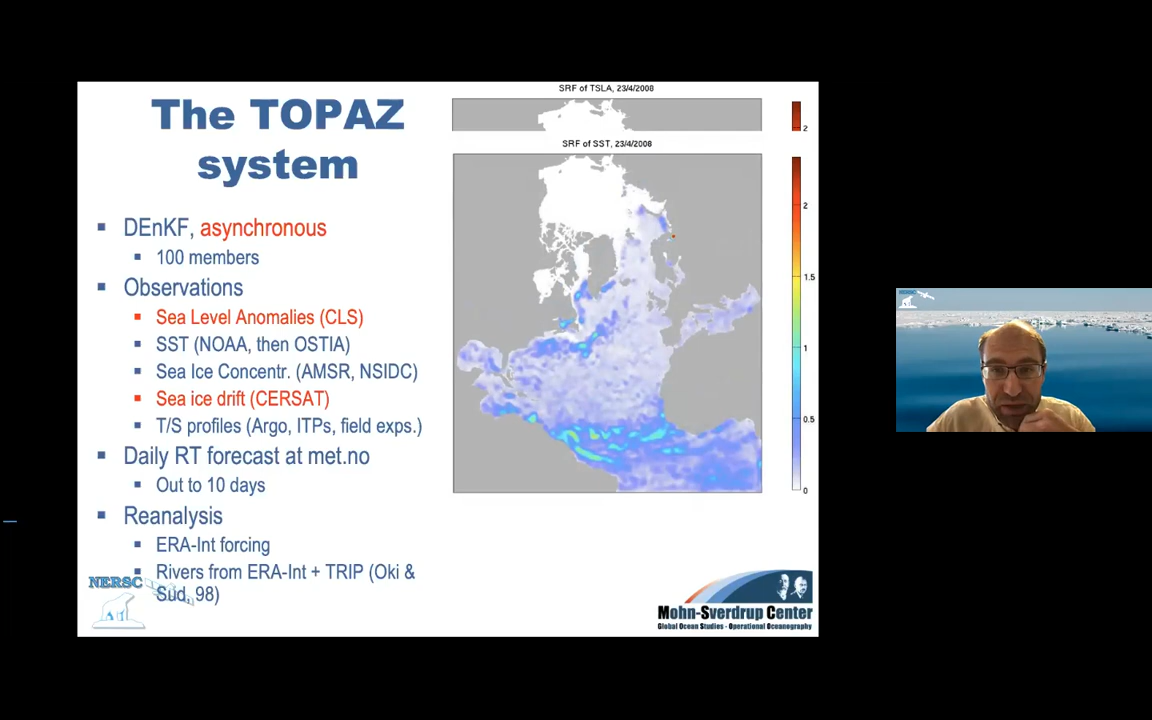 The TOPAZ
system
DEnKF, asynchronous
100 members
Observations
Sea Level Anomalies (CLS)
SST (NOAA, then OSTIA)
Sea Ice Concentr. (AMSR, NSIDC)
Sea ice drift (CERSAT)
T/S profiles (Argo, ITPs, field exps.)
Daily RT forecast at met.no
Out to 10 days
Reanalysis
ERA-Int forcing
Rivers from ERA-Int + TRIP (Oki &
Sud, 98)
NERSC
SRF of TSLA, 23/4/2008
2
SRF of SST, 23/4/2008
2
1.5
1
0.5
0
Mohn-Sverdrup Center
Global Ocean Studies - Operational Oceanography